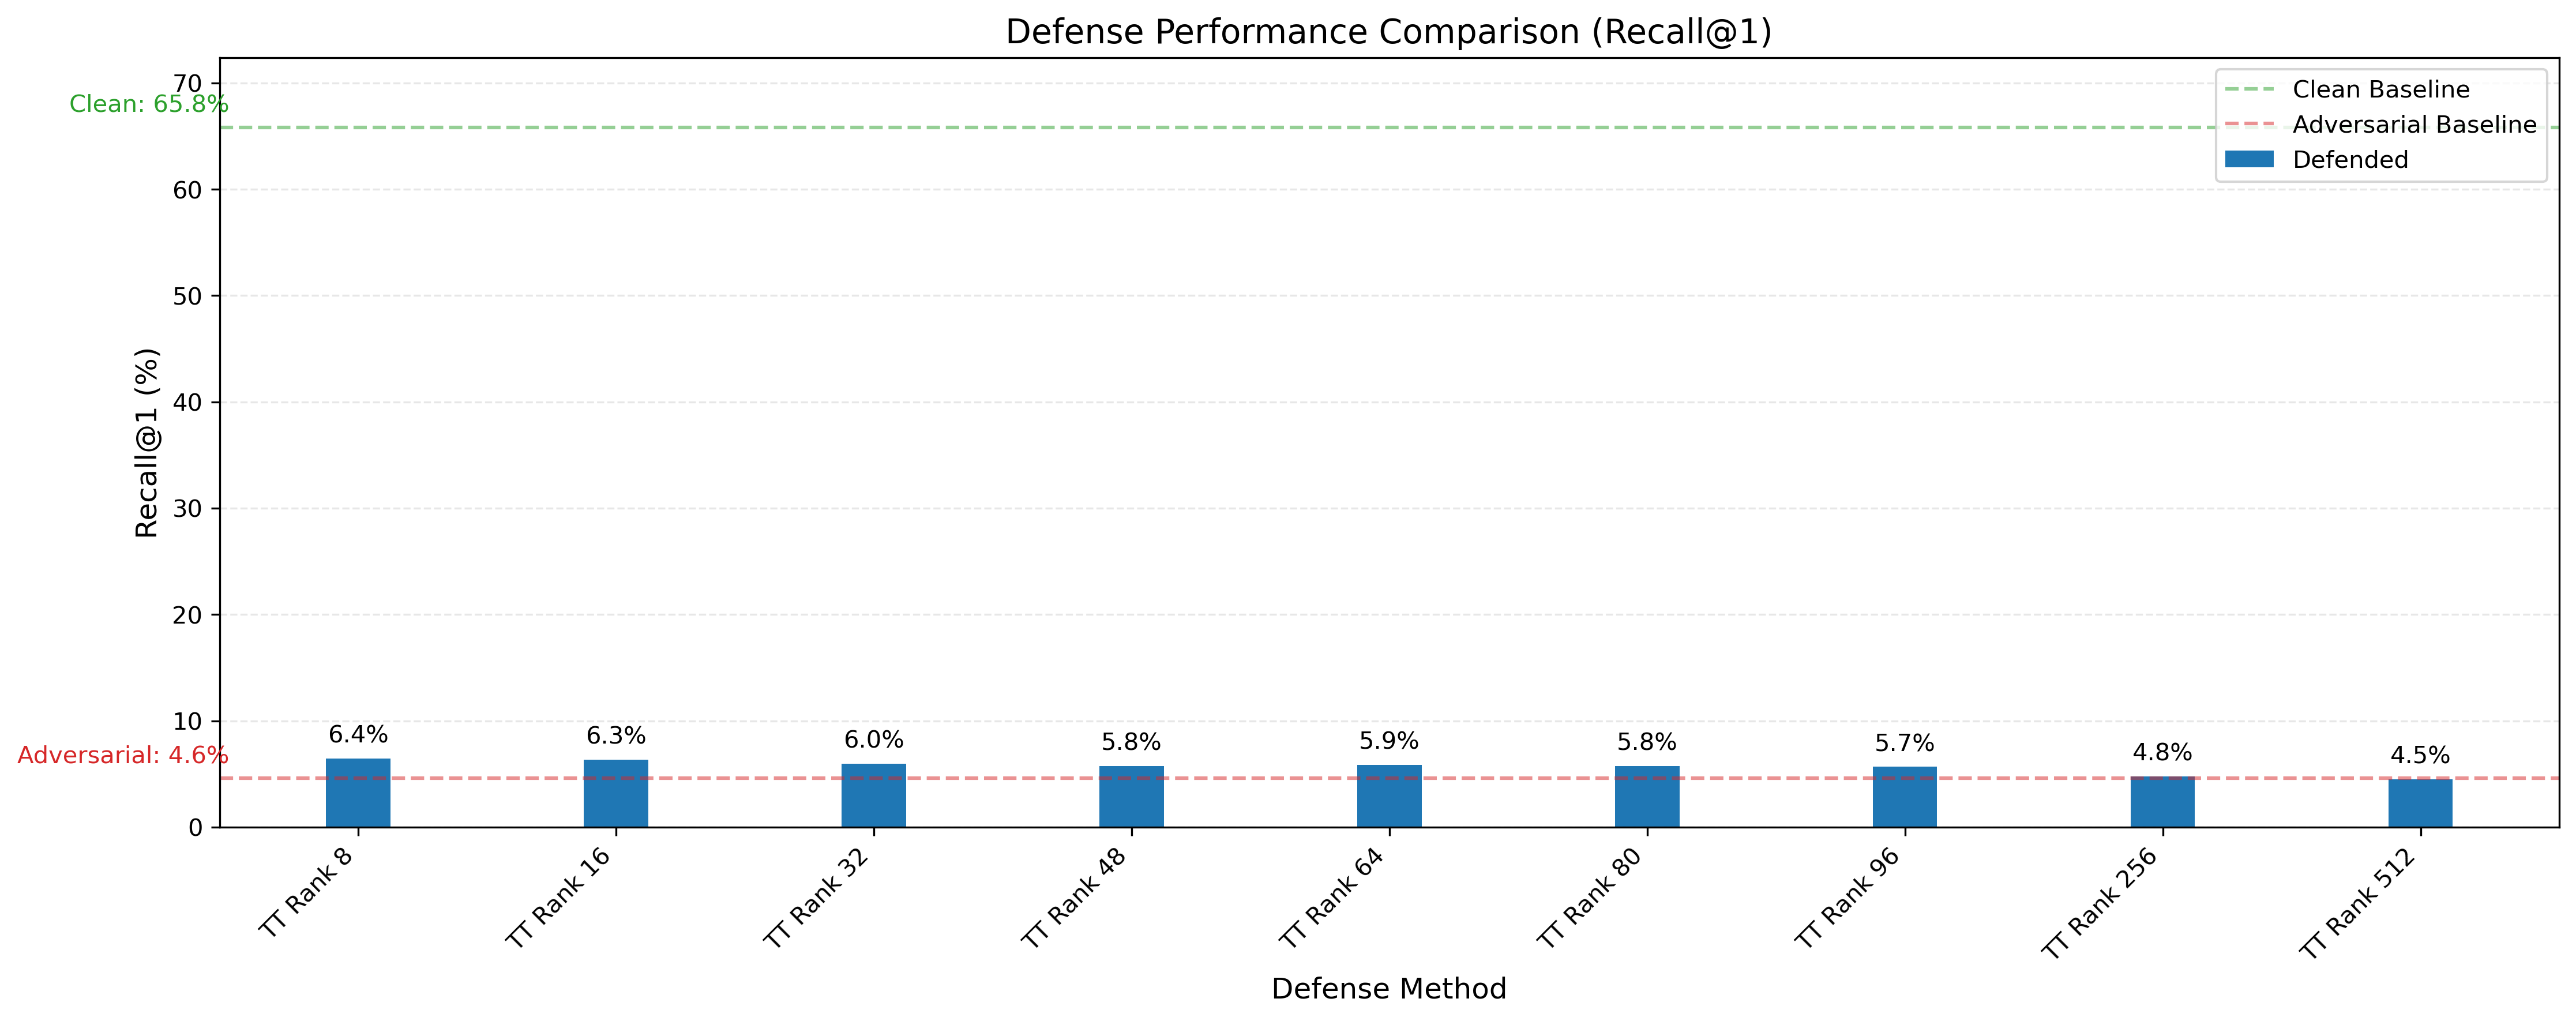 Defense Performance Comparison (Recall@1)
Clean Baseline
Adversarial Baseline
Defended
Clean: 65.8%
Adversarial: 4.6%
Recall@1 (%)
70
60
50
40
30
20
10
0
6.4%
6.3%
6.0%
5.8%
5.9%
5.8%
5.7%
4.8%
4.5%
TT Rank 8
TT Rank 16
TT Rank 32
TT Rank 48
TT Rank 64
TT Rank 80
TT Rank 96
TT Rank 256
TT Rank 512
Defense Method